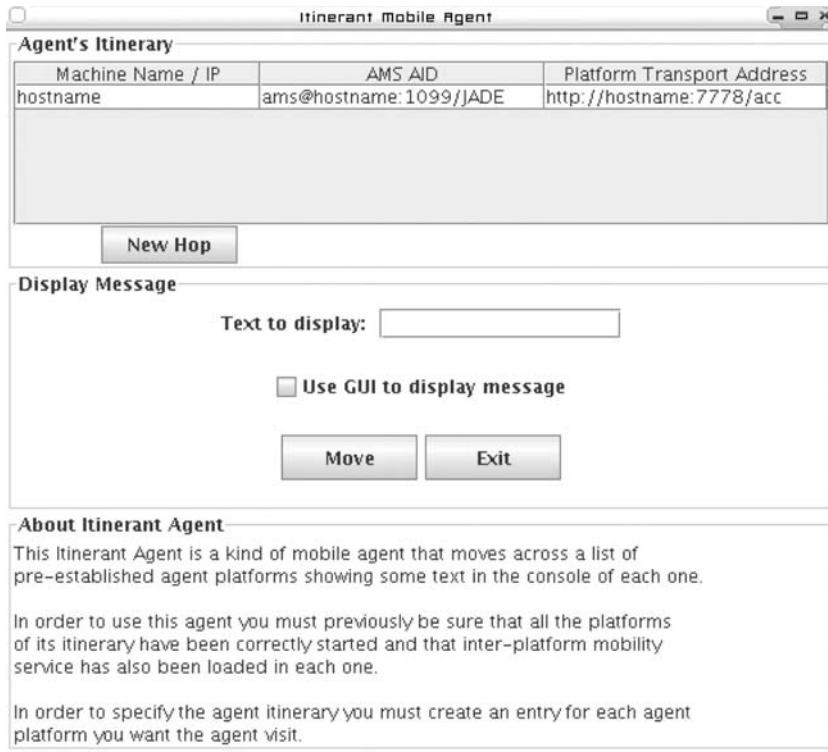 Itinerant Mobile Agent
Agent's Itinerary
Machine Name / IP AMS AID Platform Transport Address
hostname ams@hostname:1099/JADE http://hostname:7778/acc
New Hop
Display Message
Text to display:
Use GUI to display message
Move Exit
About Itinerant Agent
This Itinerant Agent is a kind of mobile agent that moves across a list of
pre-established agent platforms showing some text in the console of each one.
In order to use this agent you must previously be sure that all the platforms
of its itinerary have been correctly started and that inter-platform mobility
service has also been loaded in each one.
In order to specify the agent itinerary you must create an entry for each agent
platform you want the agent visit.